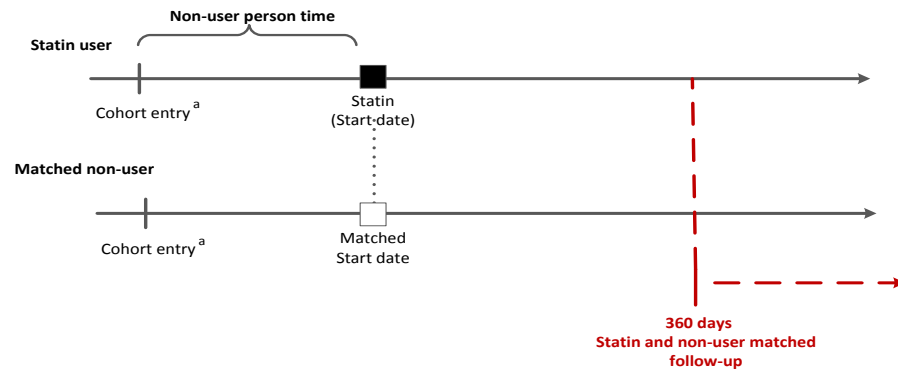 Non-user person time
Statin user
Cohort entry a
Statin
(Start date)
Matched non-user
Cohort entry a
Matched
Start date
360 days
Statin and non-user matched
follow-up